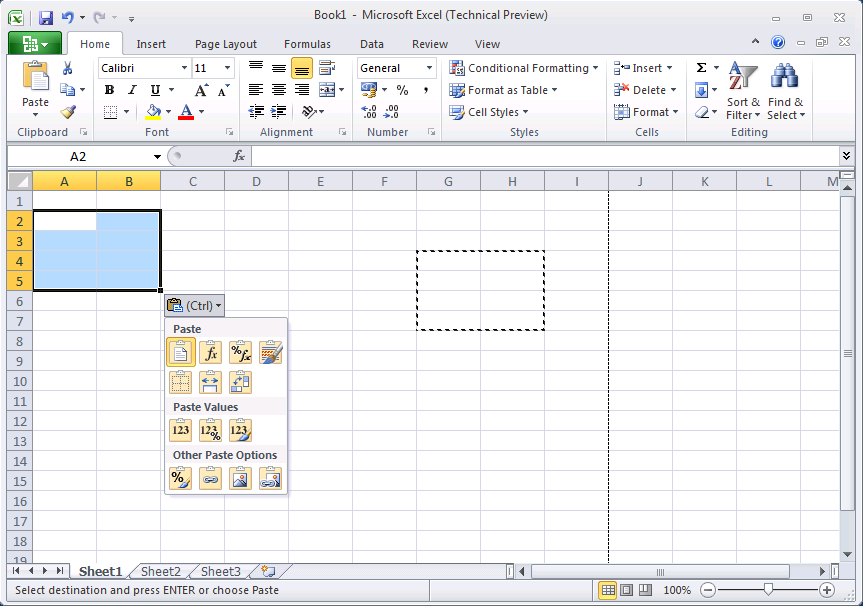 Book1 - Microsoft Excel (Technical Preview)
Home Insert Page Layout Formulas Data Review View
Paste
Clipboard
Calibri 11
B I U A A
A
Font
Alignment
General
% ,
.00 .00
Number
Conditional Formatting
Format as Table
Cell Styles
Styles
Insert
Delete
Format
Cells
Σ
Sort & Filter
Find & Select
Editing
A2 fx
A B C D E F G H I J K L M
1
2
3
4
5
6
7
8
9
10
11
12
13
14
15
16
17
18
19
(Ctrl)
Paste
fx %fx
Paste Values
123 123% 123
Other Paste Options
%
Sheet1 Sheet2 Sheet3
Select destination and press ENTER or choose Paste 100%